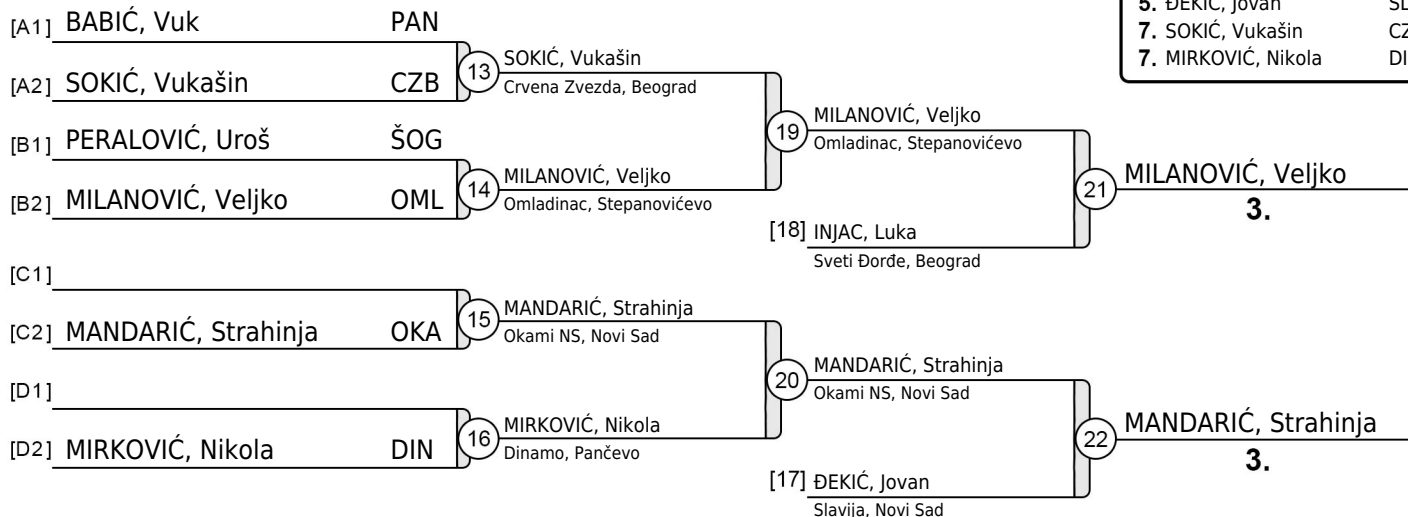 5. ĐEKIĆ, Jovan
7. SOKIĆ, Vukašin
7. MIRKOVIĆ, Nikola
[A1] BABIĆ, Vuk PAN
[A2] SOKIĆ, Vukašin CZB
13 SOKIĆ, Vukašin
Crvena Zvezda, Beograd
[B1] PERALOVIĆ, Uroš ŠOG
[B2] MILANOVIĆ, Veljko OML
14 MILANOVIĆ, Veljko
Omladinac, Stepanovićevo
19 MILANOVIĆ, Veljko
Omladinac, Stepanovićevo
[18] INJAC, Luka
Sveti Đorđe, Beograd
21 MILANOVIĆ, Veljko
3.
[C1]
[C2] MANDARIĆ, Strahinja OKA
15 MANDARIĆ, Strahinja
Okami NS, Novi Sad
[D1]
[D2] MIRKOVIĆ, Nikola DIN
16 MIRKOVIĆ, Nikola
Dinamo, Pančevo
20 MANDARIĆ, Strahinja
Okami NS, Novi Sad
[17] ĐEKIĆ, Jovan
Slavija, Novi Sad
22 MANDARIĆ, Strahinja
3.